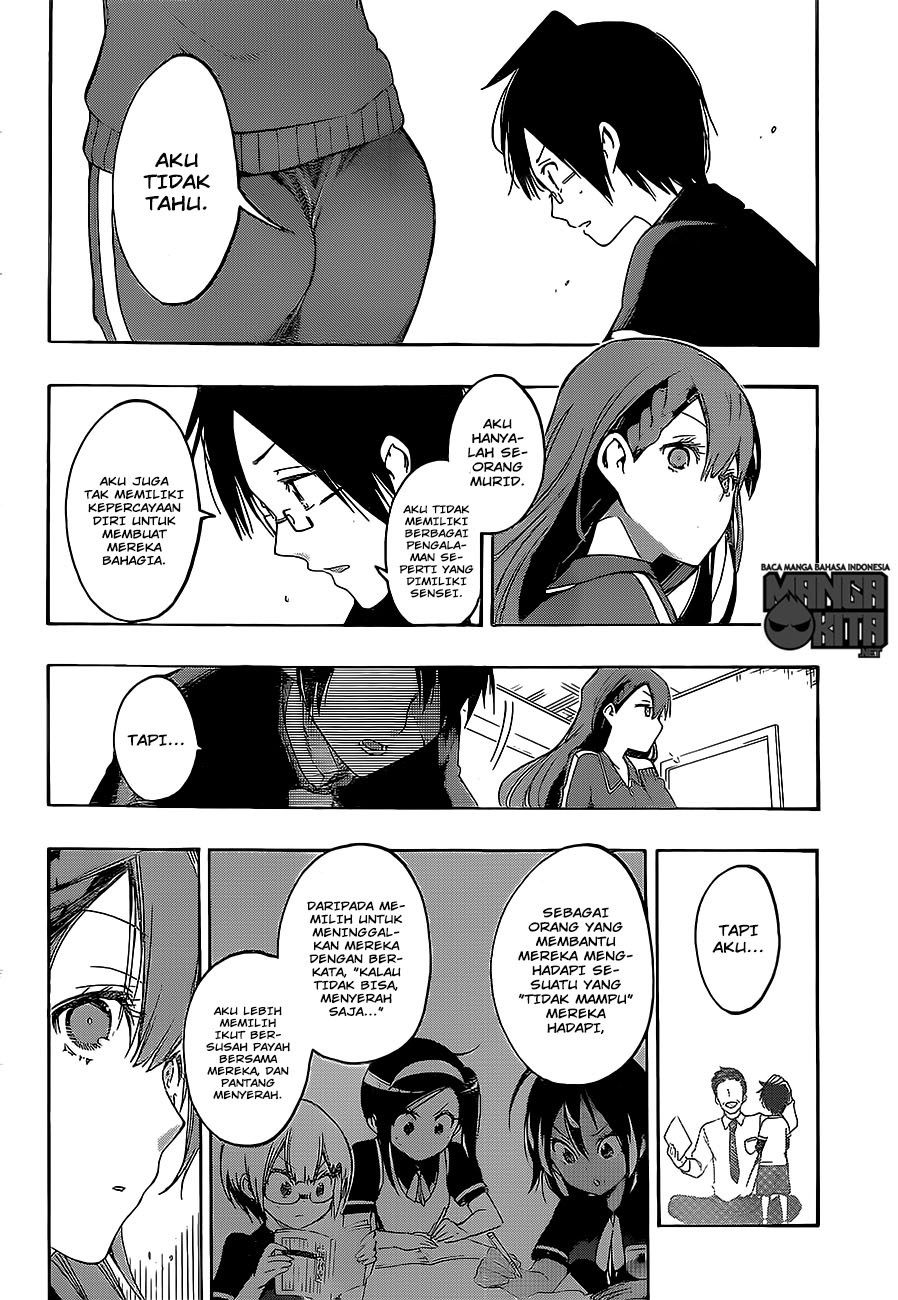 AKU
TIDAK
TAHU.
AKU
HANYA-
LAH SE-
ORANG
MURID.
AKU TIDAK
MEMILIKI
BERBAGAI
PENGALA-
MAN SE-
PERTI YANG
DIMILIKI
SENSEI.
AKU JUGA
TAK MEMILIKI
KEPERCAYAAN
DIRI UNTUK
MEMBUAT
MEREKA
BAHAGIA.
BACA MANGA BAHASA INDONESIA
MANGA
KITA
.NET
TAPI...
TAPI
AKU...
SEBAGAI
ORANG YANG
MEMBANTU
MEREKA MENG-
HADAPI SE-
SUATU YANG
"TIDAK MAMPU"
MEREKA
HADAPI,
DARIPADA ME-
MILIH UNTUK
MENINGGAL-
KAN MEREKA
DENGAN BER-
KATA, "KALAU
TIDAK BISA,
MENYERAH
SAJA..."
AKU LEBIH
MEMILIH
IKUT BER-
SUSAH PAYAH
BERSAMA
MEREKA, DAN
PANTANG
MENYERAH.